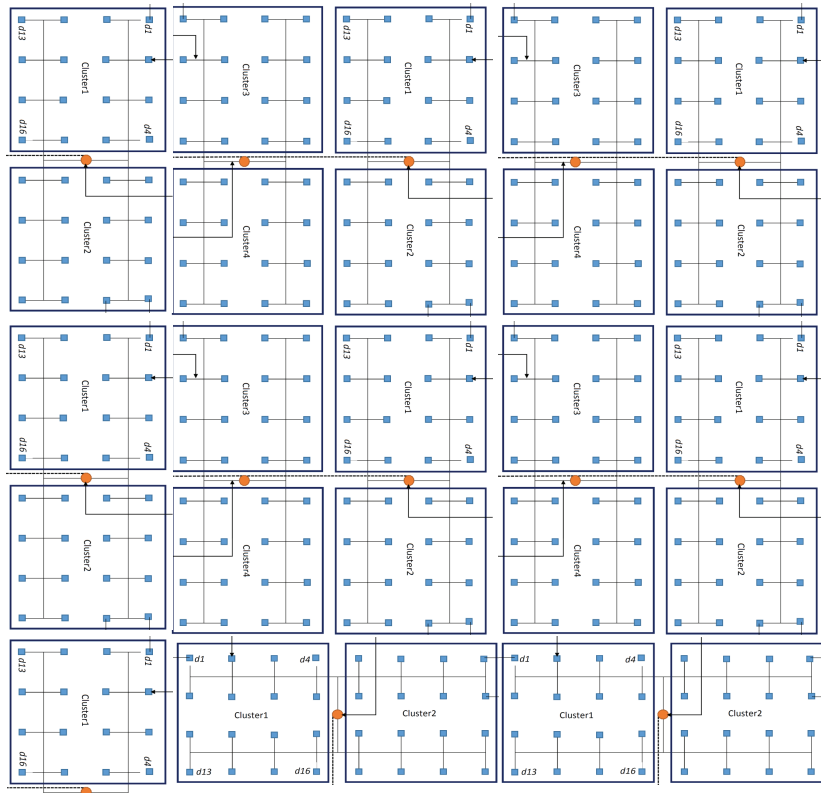 d13
d1
Cluster1
d16
d4
Cluster3
d13
d1
Cluster1
d16
d4
Cluster3
d13
d1
Cluster1
d16
d4
Cluster2
Cluster4
Cluster2
Cluster4
Cluster2
d13
d1
Cluster1
d16
d4
Cluster3
d13
d1
Cluster1
d16
d4
Cluster3
d13
d1
Cluster1
d16
d4
Cluster2
Cluster4
Cluster2
Cluster4
Cluster2
d13
d1
Cluster1
d16
d4
d1
d4
Cluster1
d13
d16
Cluster2
d1
d4
Cluster1
d13
d16
Cluster2